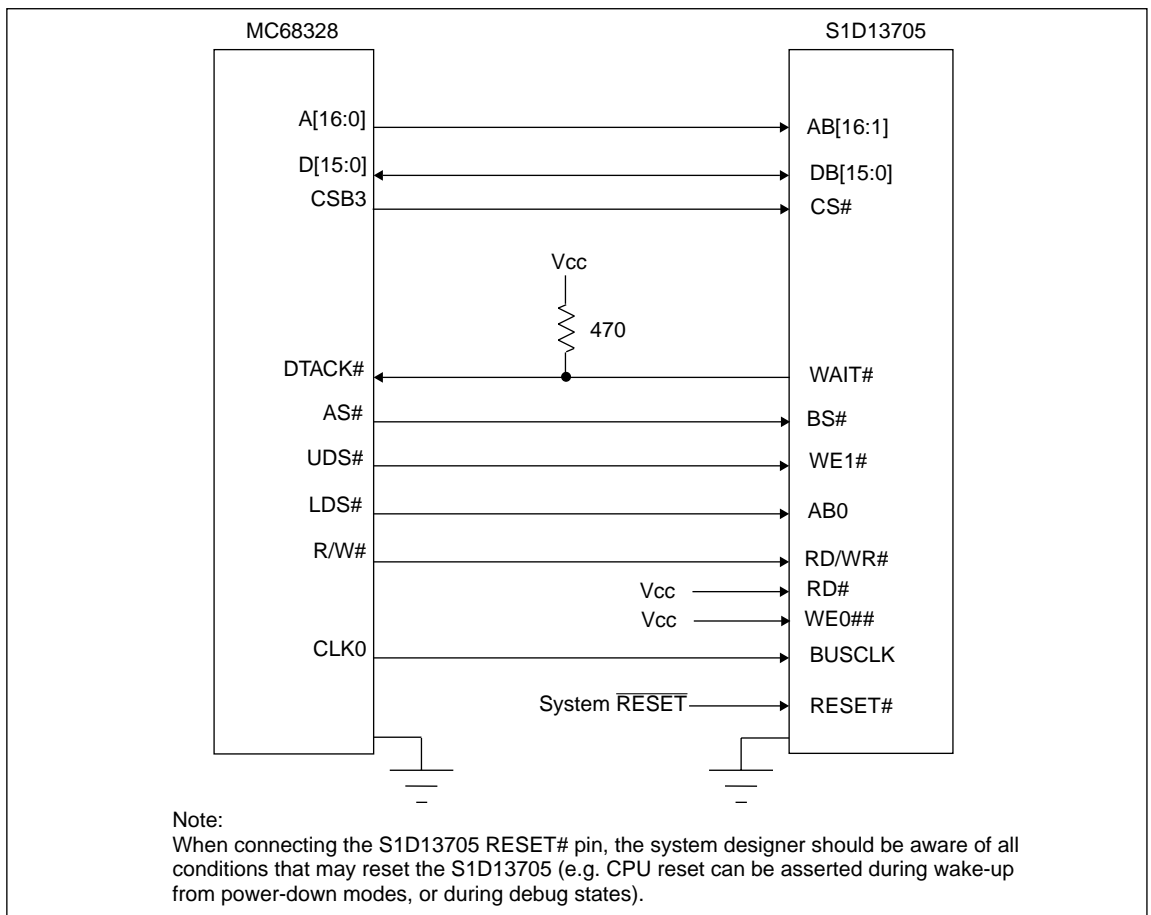 MC68328 S1D13705
A[16:0] AB[16:1]
D[15:0] DB[15:0]
CSB3 CS#
Vcc
470
DTACK# WAIT#
AS# BS#
UDS# WE1#
LDS# AB0
R/W# RD/WR#
Vcc RD#
Vcc WE0##
CLK0 BUSCLK
System RESET RESET#
Note:
When connecting the S1D13705 RESET# pin, the system designer should be aware of all
conditions that may reset the S1D13705 (e.g. CPU reset can be asserted during wake-up
from power-down modes, or during debug states).